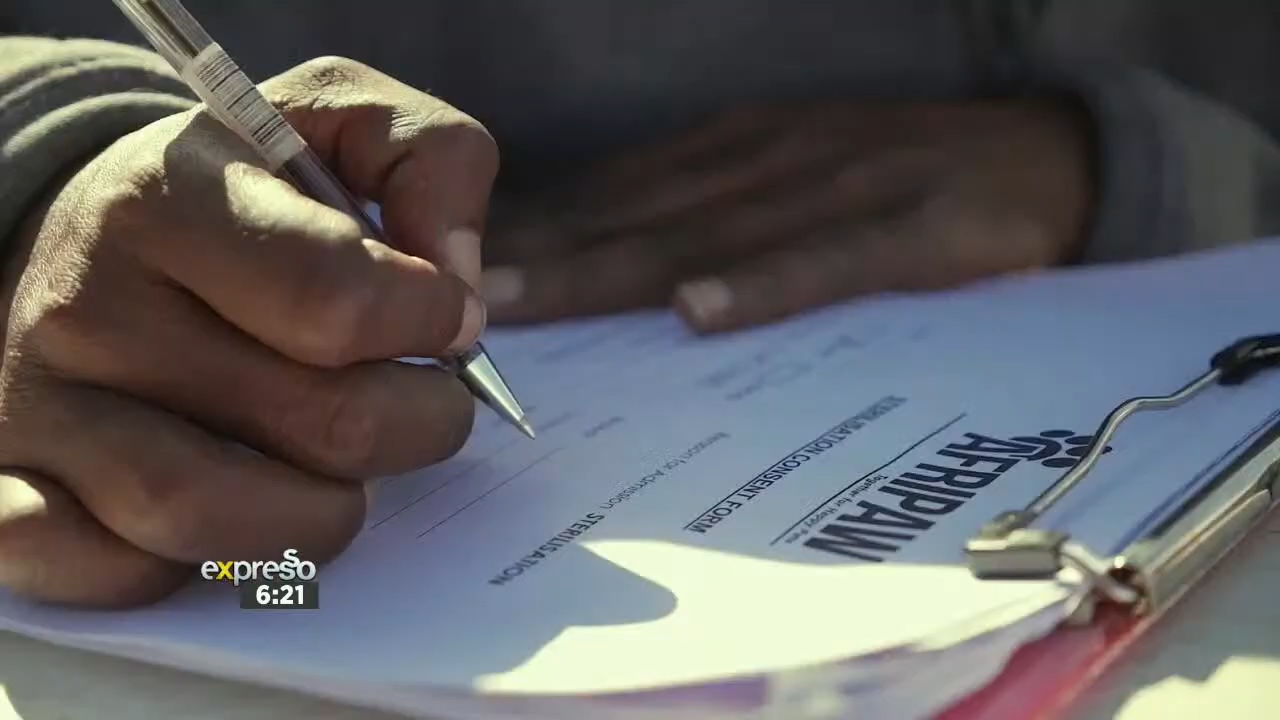 AFRIPAW
Together for Happy Pets
STERILISATION CONSENT FORM
Reason for Admission STERILISATION
expresso
6:21